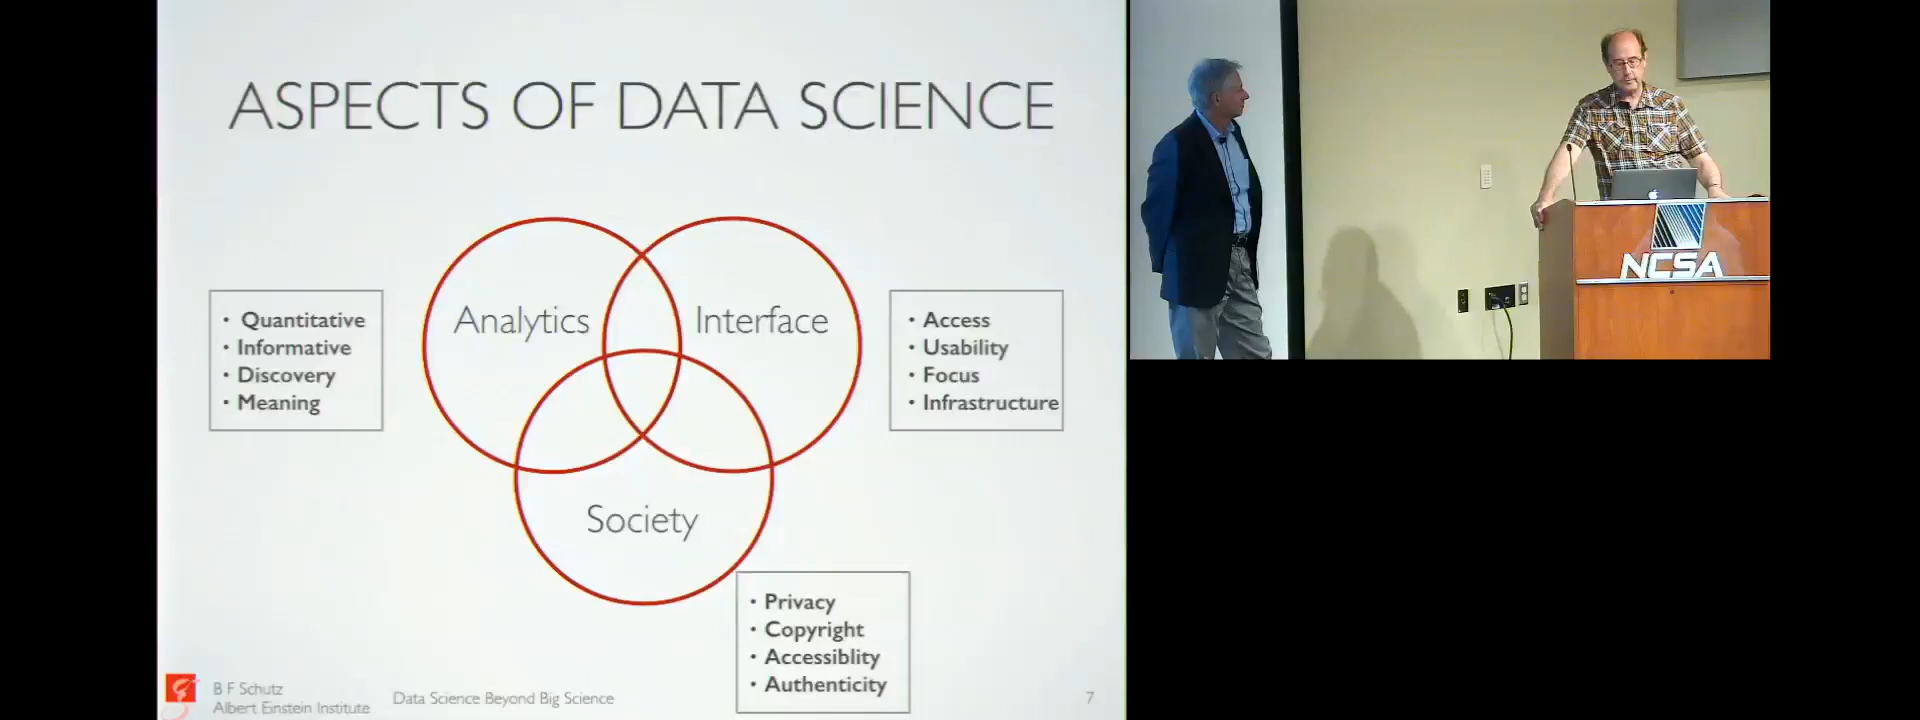 ASPECTS OF DATA SCIENCE
Analytics
Interface
Society
• Quantitative
• Informative
• Discovery
• Meaning
• Access
• Usability
• Focus
• Infrastructure
• Privacy
• Copyright
• Accessiblity
• Authenticity
B F Schutz
Albert Einstein Institute
Data Science Beyond Big Science
7
NCSA